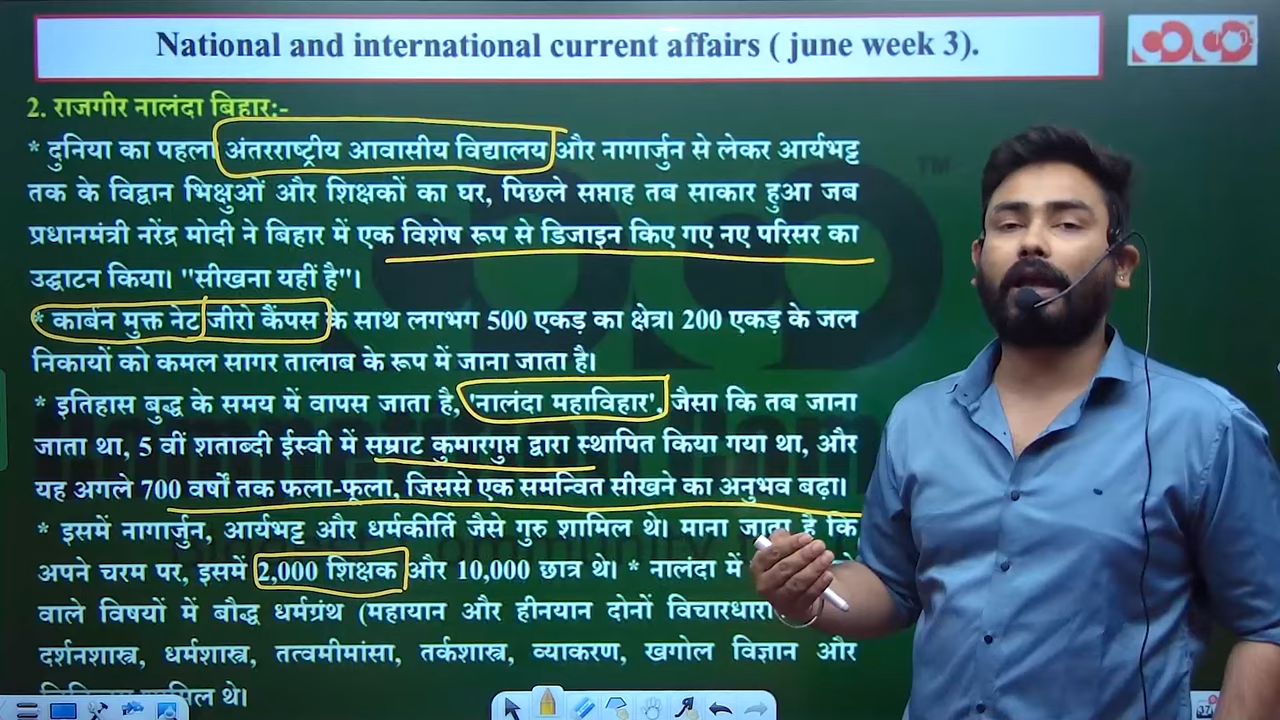 National and international current affairs ( june week 3).
2. राजगीर नालंदा बिहार:-
* दुनिया का पहला अंतरराष्ट्रीय आवासीय विद्यालय और नागार्जुन से लेकर आर्यभट्ट
तक के विद्वान भिक्षुओं और शिक्षकों का घर, पिछले सप्ताह तब साकार हुआ जब
प्रधानमंत्री नरेंद्र मोदी ने बिहार में एक विशेष रूप से डिजाइन किए गए नए परिसर का
उद्घाटन किया। "सीखना यहीं है"।
* कार्बन मुक्त नेट जीरो कैंपस के साथ लगभग 500 एकड़ का क्षेत्र। 200 एकड़ के जल
निकायों को कमल सागर तालाब के रूप में जाना जाता है।
* इतिहास बुद्ध के समय में वापस जाता है, 'नालंदा महाविहार', जैसा कि तब जाना
जाता था, 5 वीं शताब्दी ईस्वी में सम्राट कुमारगुप्त द्वारा स्थापित किया गया था, और
यह अगले 700 वर्षों तक फला-फूला, जिससे एक समन्वित सीखने का अनुभव बढ़ा।
* इसमें नागार्जुन, आर्यभट्ट और धर्मकीर्ति जैसे गुरु शामिल थे। माना जाता है कि
अपने चरम पर, इसमें 2,000 शिक्षक और 10,000 छात्र थे। * नालंदा में
वाले विषयों में बौद्ध धर्मग्रंथ (महायान और हीनयान दोनों
दर्शनशास्त्र, धर्मशास्त्र, तत्वमीमांसा, तर्कशास्त्र, व्याकरण, खगोल विज्ञान और
थे।